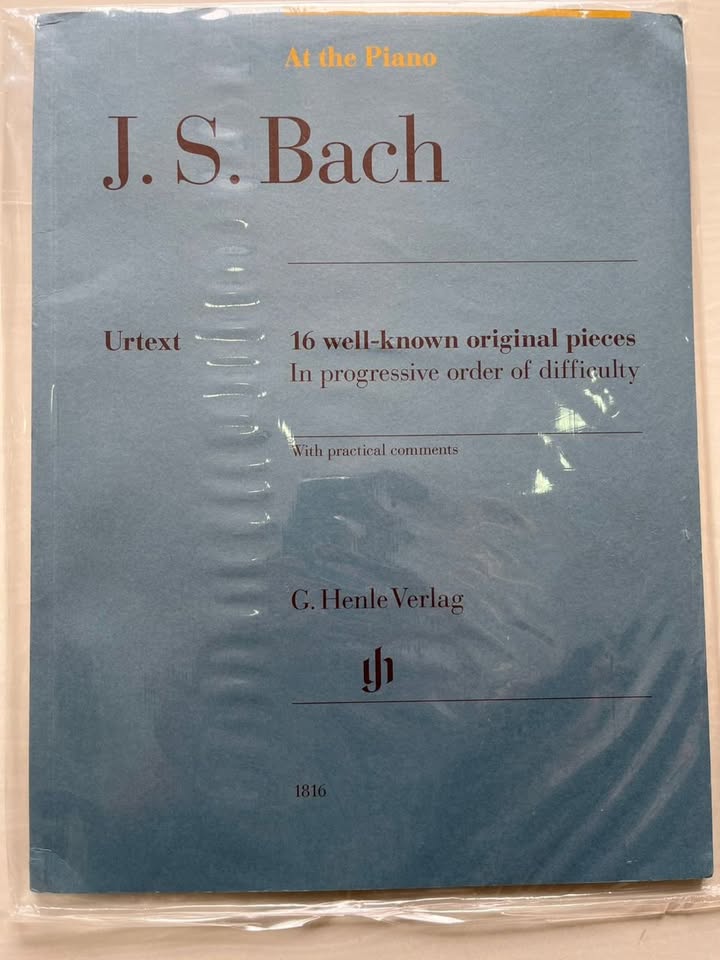 At the Piano
J. S. Bach
Urtext
16 well-known original pieces
In progressive order of difficulty
With practical comments
G. Henle Verlag
1816